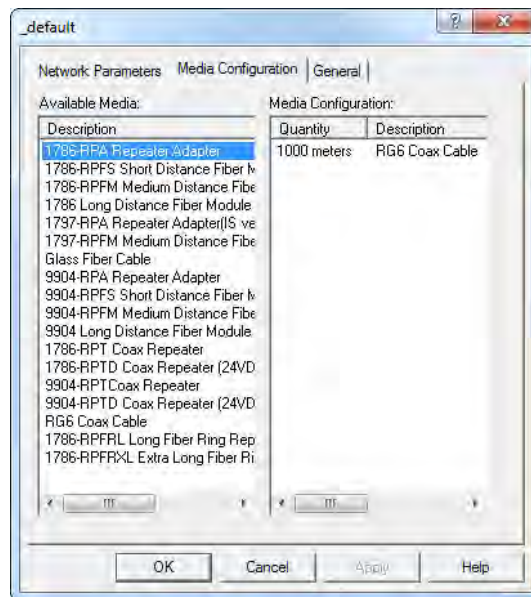 _default
Network Parameters Media Configuration General
Available Media:
Media Configuration:
Description
Quantity Description
1786-RPA Repeater Adapter
1000 meters RG6 Coax Cable
1786-RPFS Short Distance Fiber M
1786-RPFM Medium Distance Fibe
1786 Long Distance Fiber Module
1797-RPA Repeater Adapter(IS ve
1797-RPFM Medium Distance Fibe
Glass Fiber Cable
9904-RPA Repeater Adapter
9904-RPFS Short Distance Fiber M
9904-RPFM Medium Distance Fibe
9904 Long Distance Fiber Module
1786-RPT Coax Repeater
1786-RPTD Coax Repeater (24VD
9904-RPTCoax Repeater
9904-RPTD Coax Repeater (24VD
RG6 Coax Cable
1786-RPFRL Long Fiber Ring Rep
1786-RPFRXL Extra Long Fiber Ri
OK Cancel Apply Help